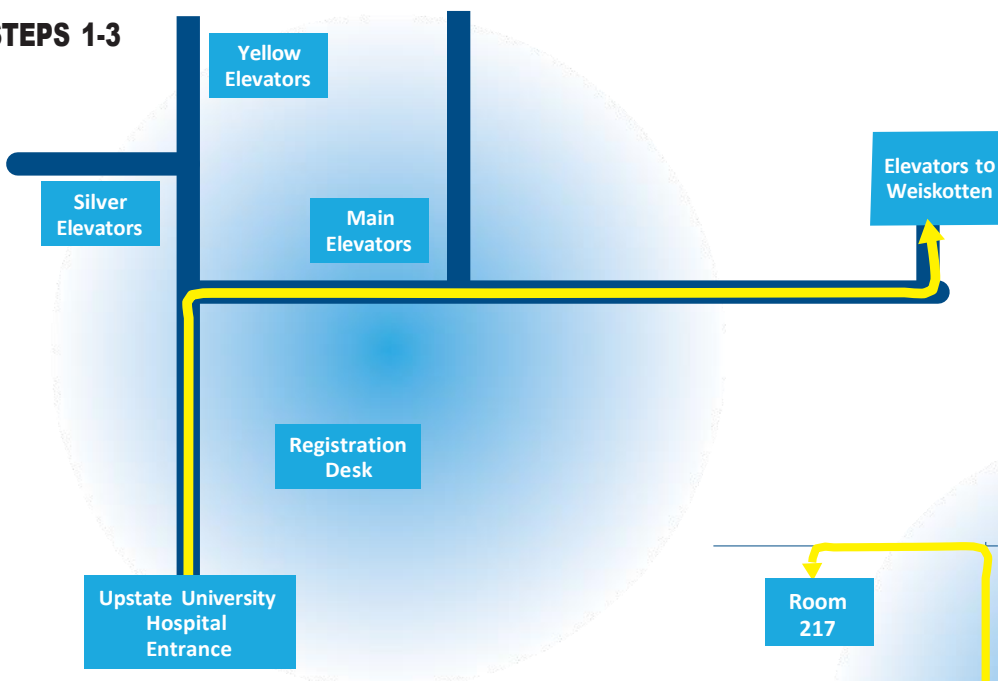 STEPS 1-3
Yellow
Elevators
Elevators to
Weiskotten
Silver
Elevators
Main
Elevators
Registration
Desk
Upstate University
Hospital
Entrance
Room
217